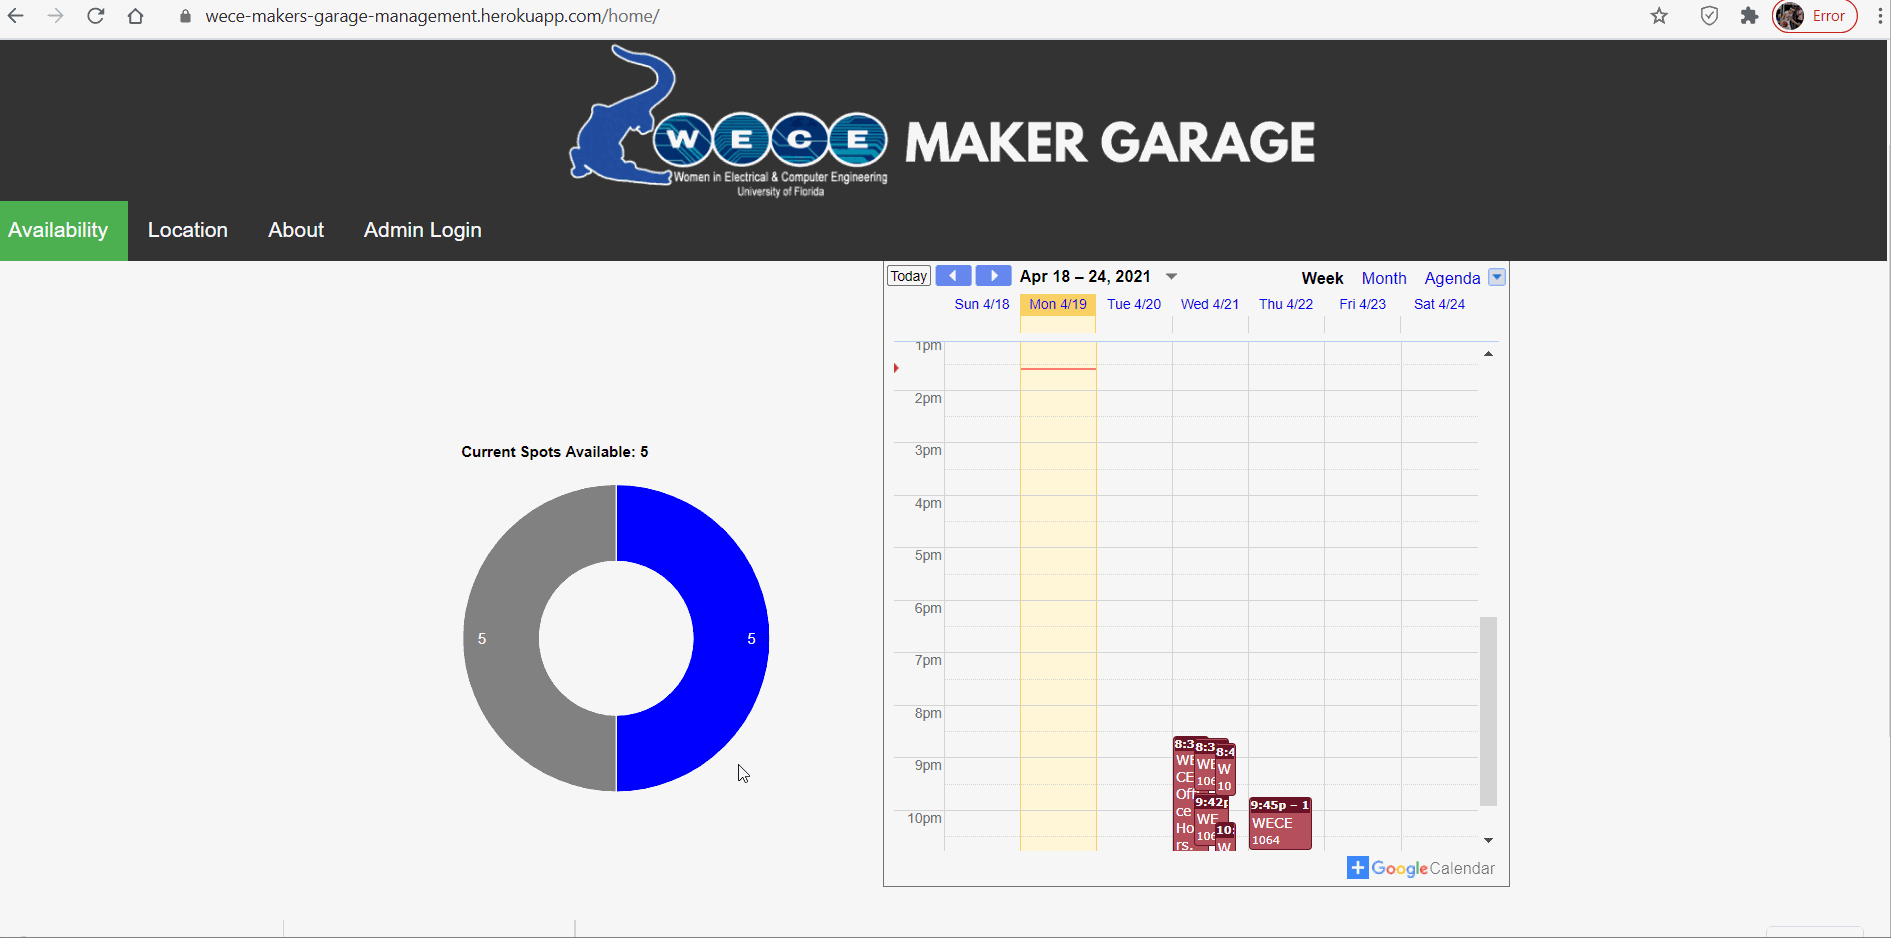 wece-makers-garage-management.herokuapp.com/home/
Error
WECE
Women in Electrical & Computer Engineering
University of Florida
MAKER GARAGE
Availability
Location
About
Admin Login
Today
Apr 18 – 24, 2021
Week
Month
Agenda
Sun 4/18
Mon 4/19
Tue 4/20
Wed 4/21
Thu 4/22
Fri 4/23
Sat 4/24
1pm
2pm
3pm
4pm
5pm
6pm
7pm
8pm
9pm
10pm
Current Spots Available: 5
5
5
8:3
WE
CE
Off
ce
Ho
rs,
8:3
WE
106
8:4
W
10
9:42p
WE
106
10:
W
9:45p – 1
WECE
1064
Google Calendar